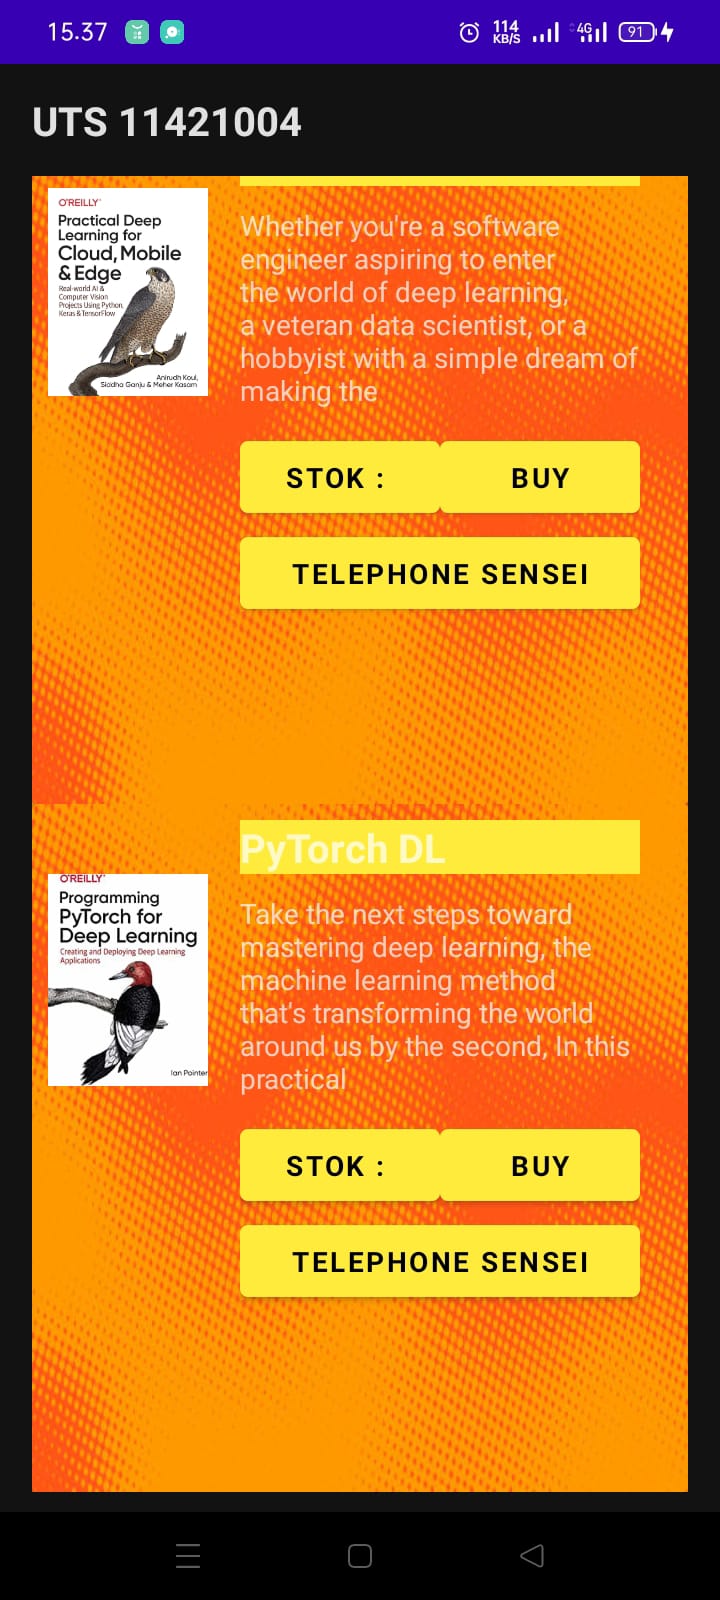 15.37
114
KB/S
4G
91
UTS 11421004
O'REILLY
Practical Deep
Learning for
Cloud, Mobile
& Edge
Real-world AI &
Computer Vision
Projects Using Python,
Keras & TensorFlow
Anirudh Koul,
Siddha Ganju & Meher Kasam
Whether you're a software
engineer aspiring to enter
the world of deep learning,
a veteran data scientist, or a
hobbyist with a simple dream of
making the
STOK :
BUY
TELEPHONE SENSEI
PyTorch DL
O'REILLY
Programming
PyTorch for
Deep Learning
Creating and Deploying Deep Learning
Applications
Ian Pointer
Take the next steps toward
mastering deep learning, the
machine learning method
that's transforming the world
around us by the second, In this
practical
STOK :
BUY
TELEPHONE SENSEI